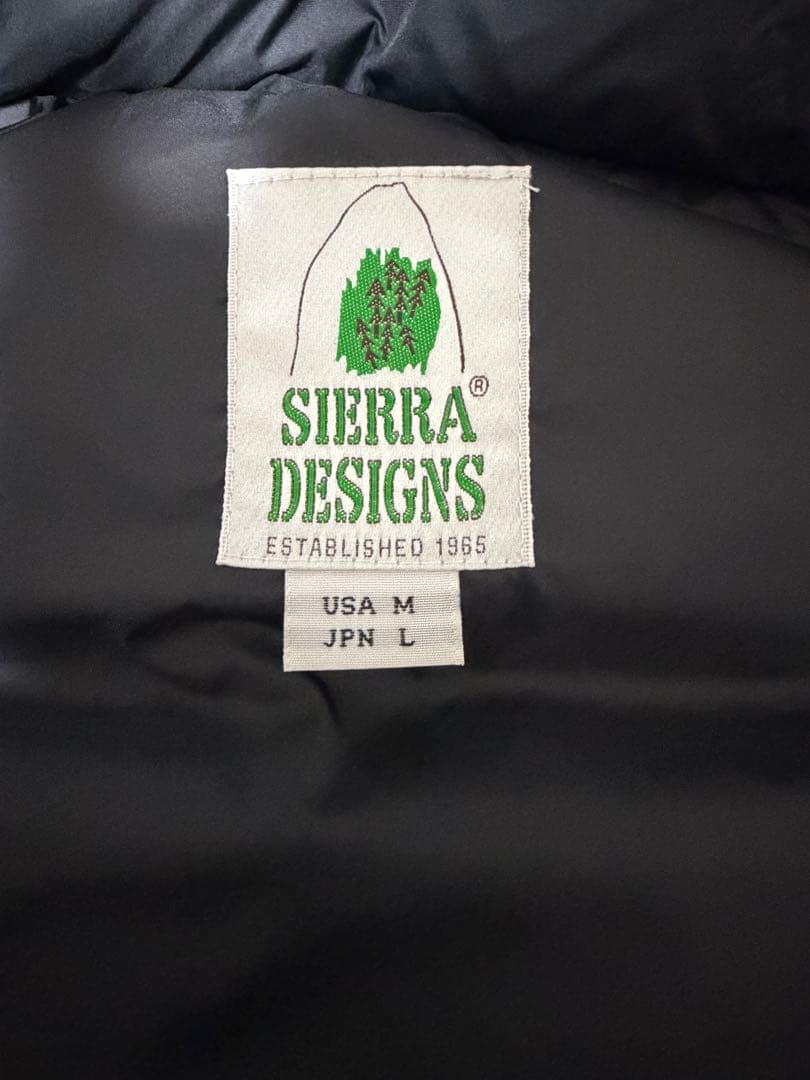 SIERRA®
DESIGNS
ESTABLISHED 1965
USA M
JPN L